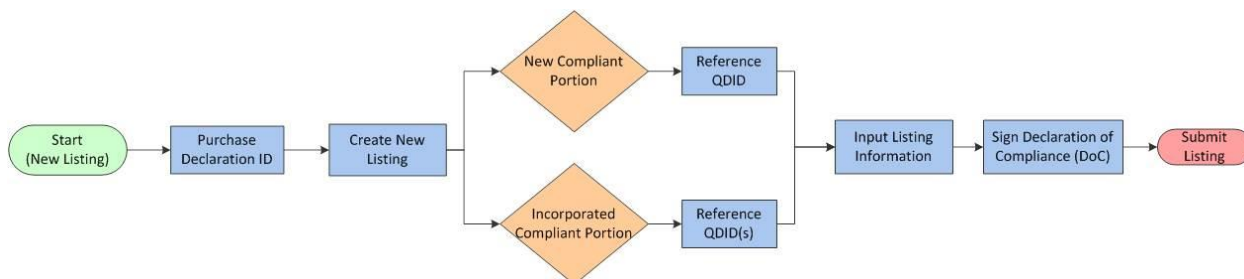 Start
(New Listing)
Purchase
Declaration ID
Create New
Listing
New Compliant
Portion
Reference
QDID
Incorporated
Compliant Portion
Reference
QDID(s)
Input Listing
Information
Sign Declaration of
Compliance (DoC)
Submit
Listing